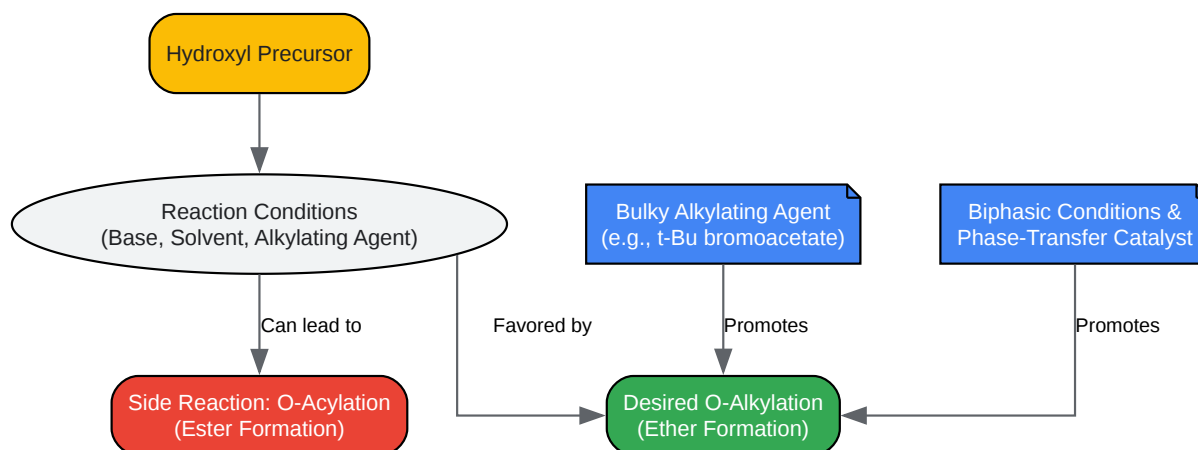 Hydroxyl Precursor
Reaction Conditions
(Base, Solvent, Alkylating Agent)
Bulky Alkylating Agent
(e.g., t-Bu bromoacetate)
Biphasic Conditions &
Phase-Transfer Catalyst
Can lead to
Favored by
Promotes
Promotes
Side Reaction: O-Acylation
(Ester Formation)
Desired O-Alkylation
(Ether Formation)